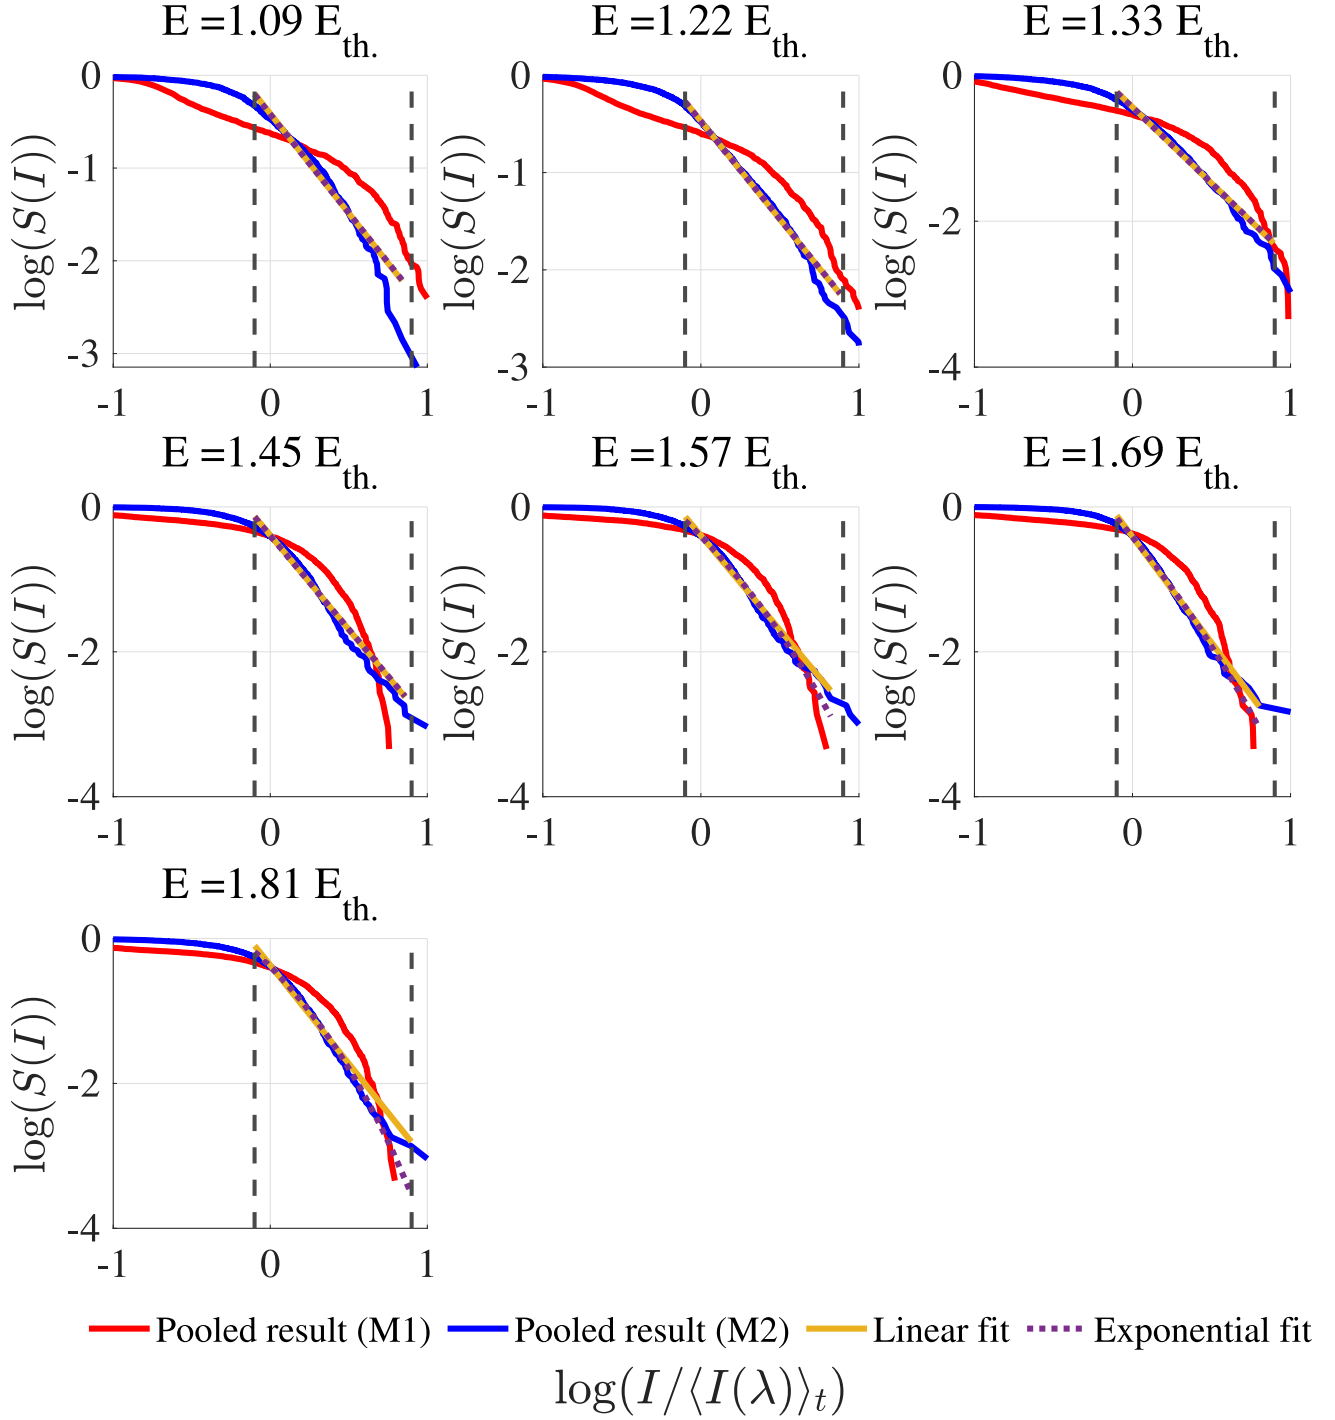 E =1.09 E_th.
E =1.22 E_th.
E =1.33 E_th.
log(S(I))
0
-1
-2
-3
-1
0
1
log(S(I))
0
-1
-2
-3
-1
0
1
log(S(I))
0
-2
-4
-1
0
1
E =1.45 E_th.
E =1.57 E_th.
E =1.69 E_th.
log(S(I))
0
-2
-4
-1
0
1
log(S(I))
0
-2
-4
-1
0
1
log(S(I))
0
-2
-4
-1
0
1
E =1.81 E_th.
log(S(I))
0
-2
-4
-1
0
1
Pooled result (M1) Pooled result (M2) Linear fit Exponential fit
log(I/⟨I(λ)⟩_t)